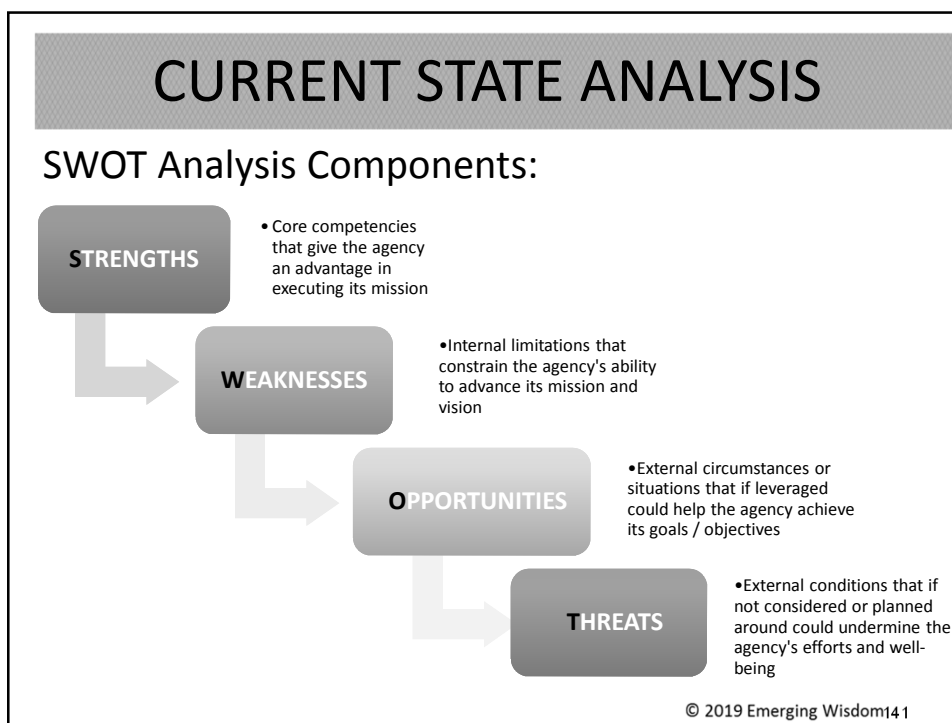 CURRENT STATE ANALYSIS
SWOT Analysis Components:
STRENGTHS
• Core competencies
that give the agency
an advantage in
executing its mission
WEAKNESSES
•Internal limitations that
constrain the agency's ability
to advance its mission and
vision
OPPORTUNITIES
•External circumstances or
situations that if leveraged
could help the agency achieve
its goals / objectives
THREATS
•External conditions that if
not considered or planned
around could undermine the
agency's efforts and well-
being
© 2019 Emerging Wisdom141